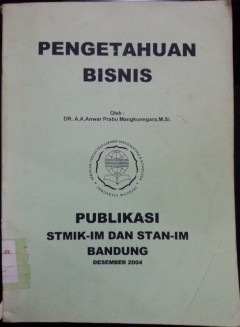 PENGETAHUAN
BISNIS
Oleh :
DR. A.A.Anwar Prabu Mangkunegara,M.Si.
PUBLIKASI
STMIK-IM DAN STAN-IM
BANDUNG
DESEMBER 2004